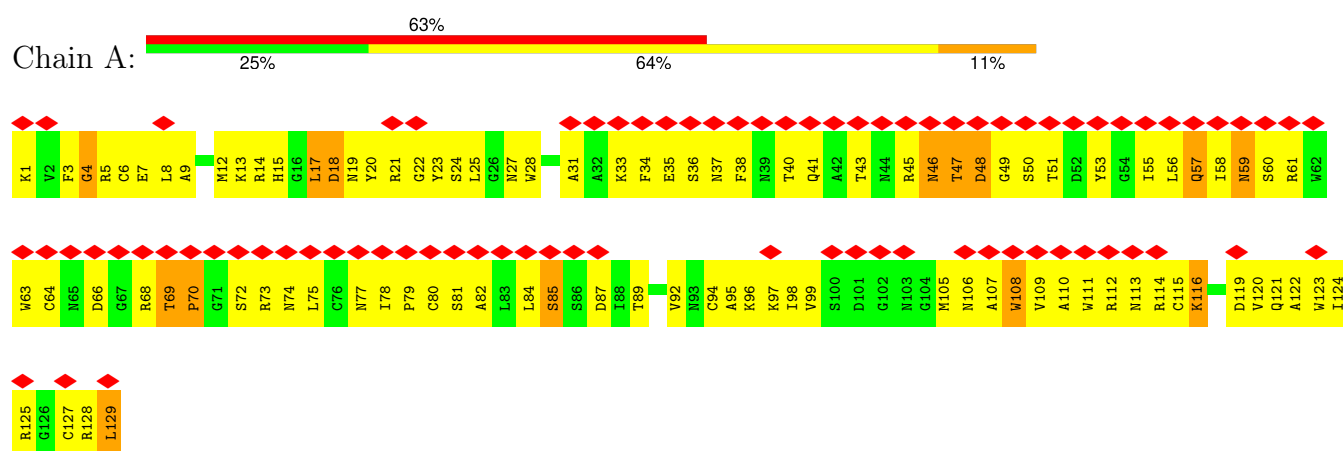 63%
Chain A:
25% 64% 11%
K1 V2 F3 G4 R5 C6 E7 L8 A9 M12 K13 R14 H15 G16 L17 D18 N19 Y20 R21 G22 Y23 S24 L25 G26 N27 W28 A31 A32 K33 F34 E35 S36 N37 F38 N39 T40 Q41 A42 T43 N44 R45 N46 T47 D48 G49 S50 T51 D52 Y53 G54 I55 L56 Q57 I58 N59 S60 R61 W62
W63 C64 N65 D66 G67 R68 T69 P70 G71 S72 R73 N74 L75 C76 N77 I78 P79 C80 S81 A82 L83 L84 S85 S86 D87 I88 T89 V92 N93 C94 A95 K96 K97 I98 V99 S100 D101 G102 N103 G104 M105 N106 A107 W108 V109 A110 W111 R112 N113 R114 C115 K116 D119 V120 Q121 A122 W123 I124
R125 G126 C127 R128 L129